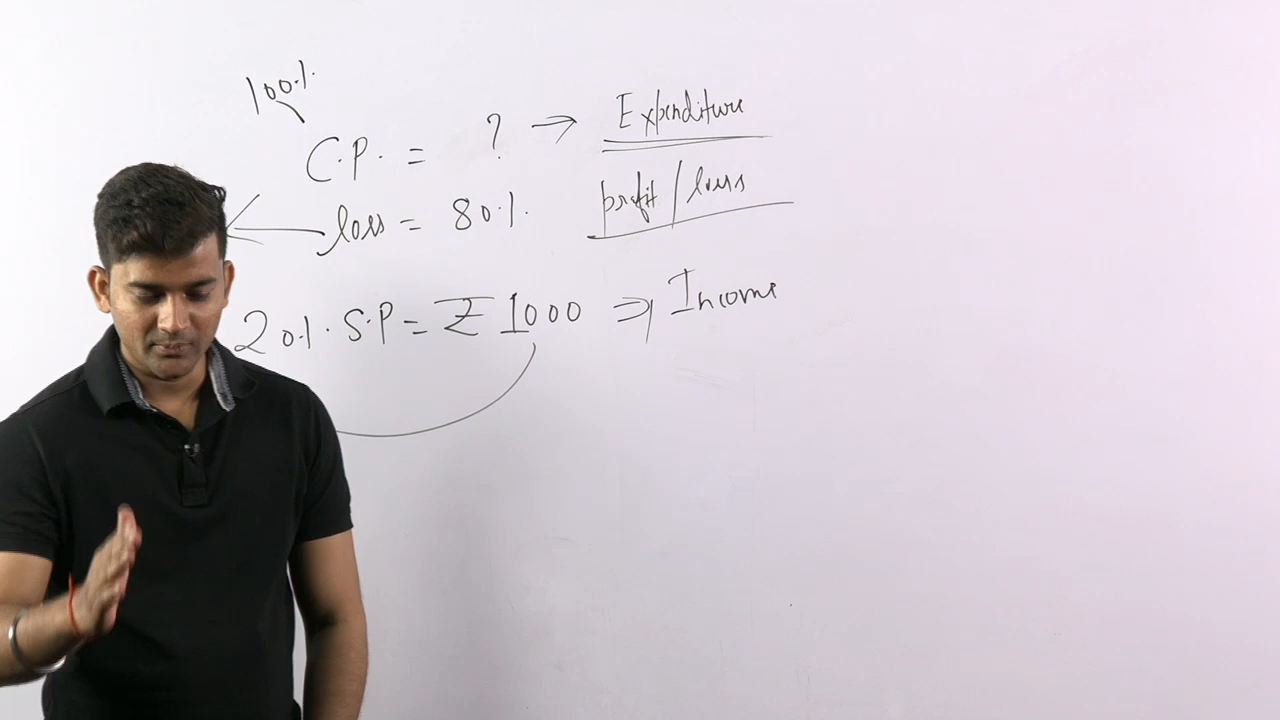 100%
C.P. = ? → Expenditure
loss = 80% profit / loss
20% S.P = ₹ 1000 ⇒ Income